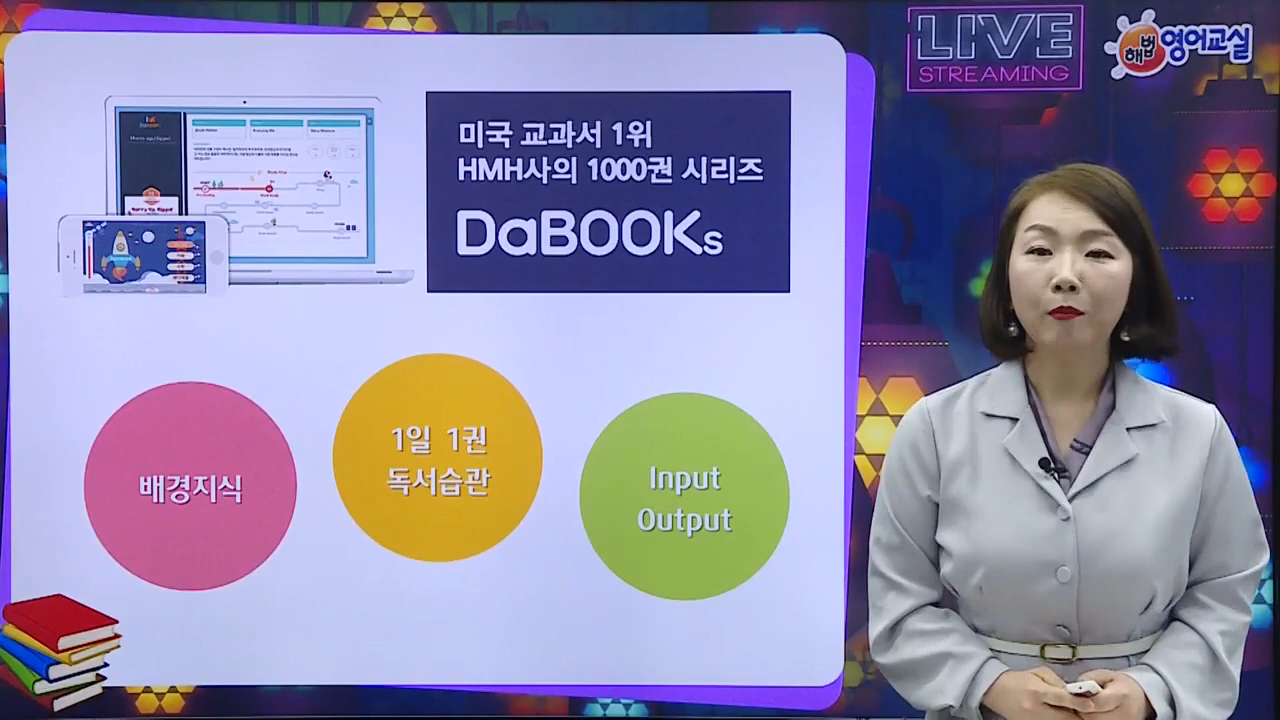 LIVE
STREAMING
해법영어교실
미국 교과서 1위
HMH사의 1000권 시리즈
DaBOOKs
배경지식
1일 1권
독서습관
Input
Output